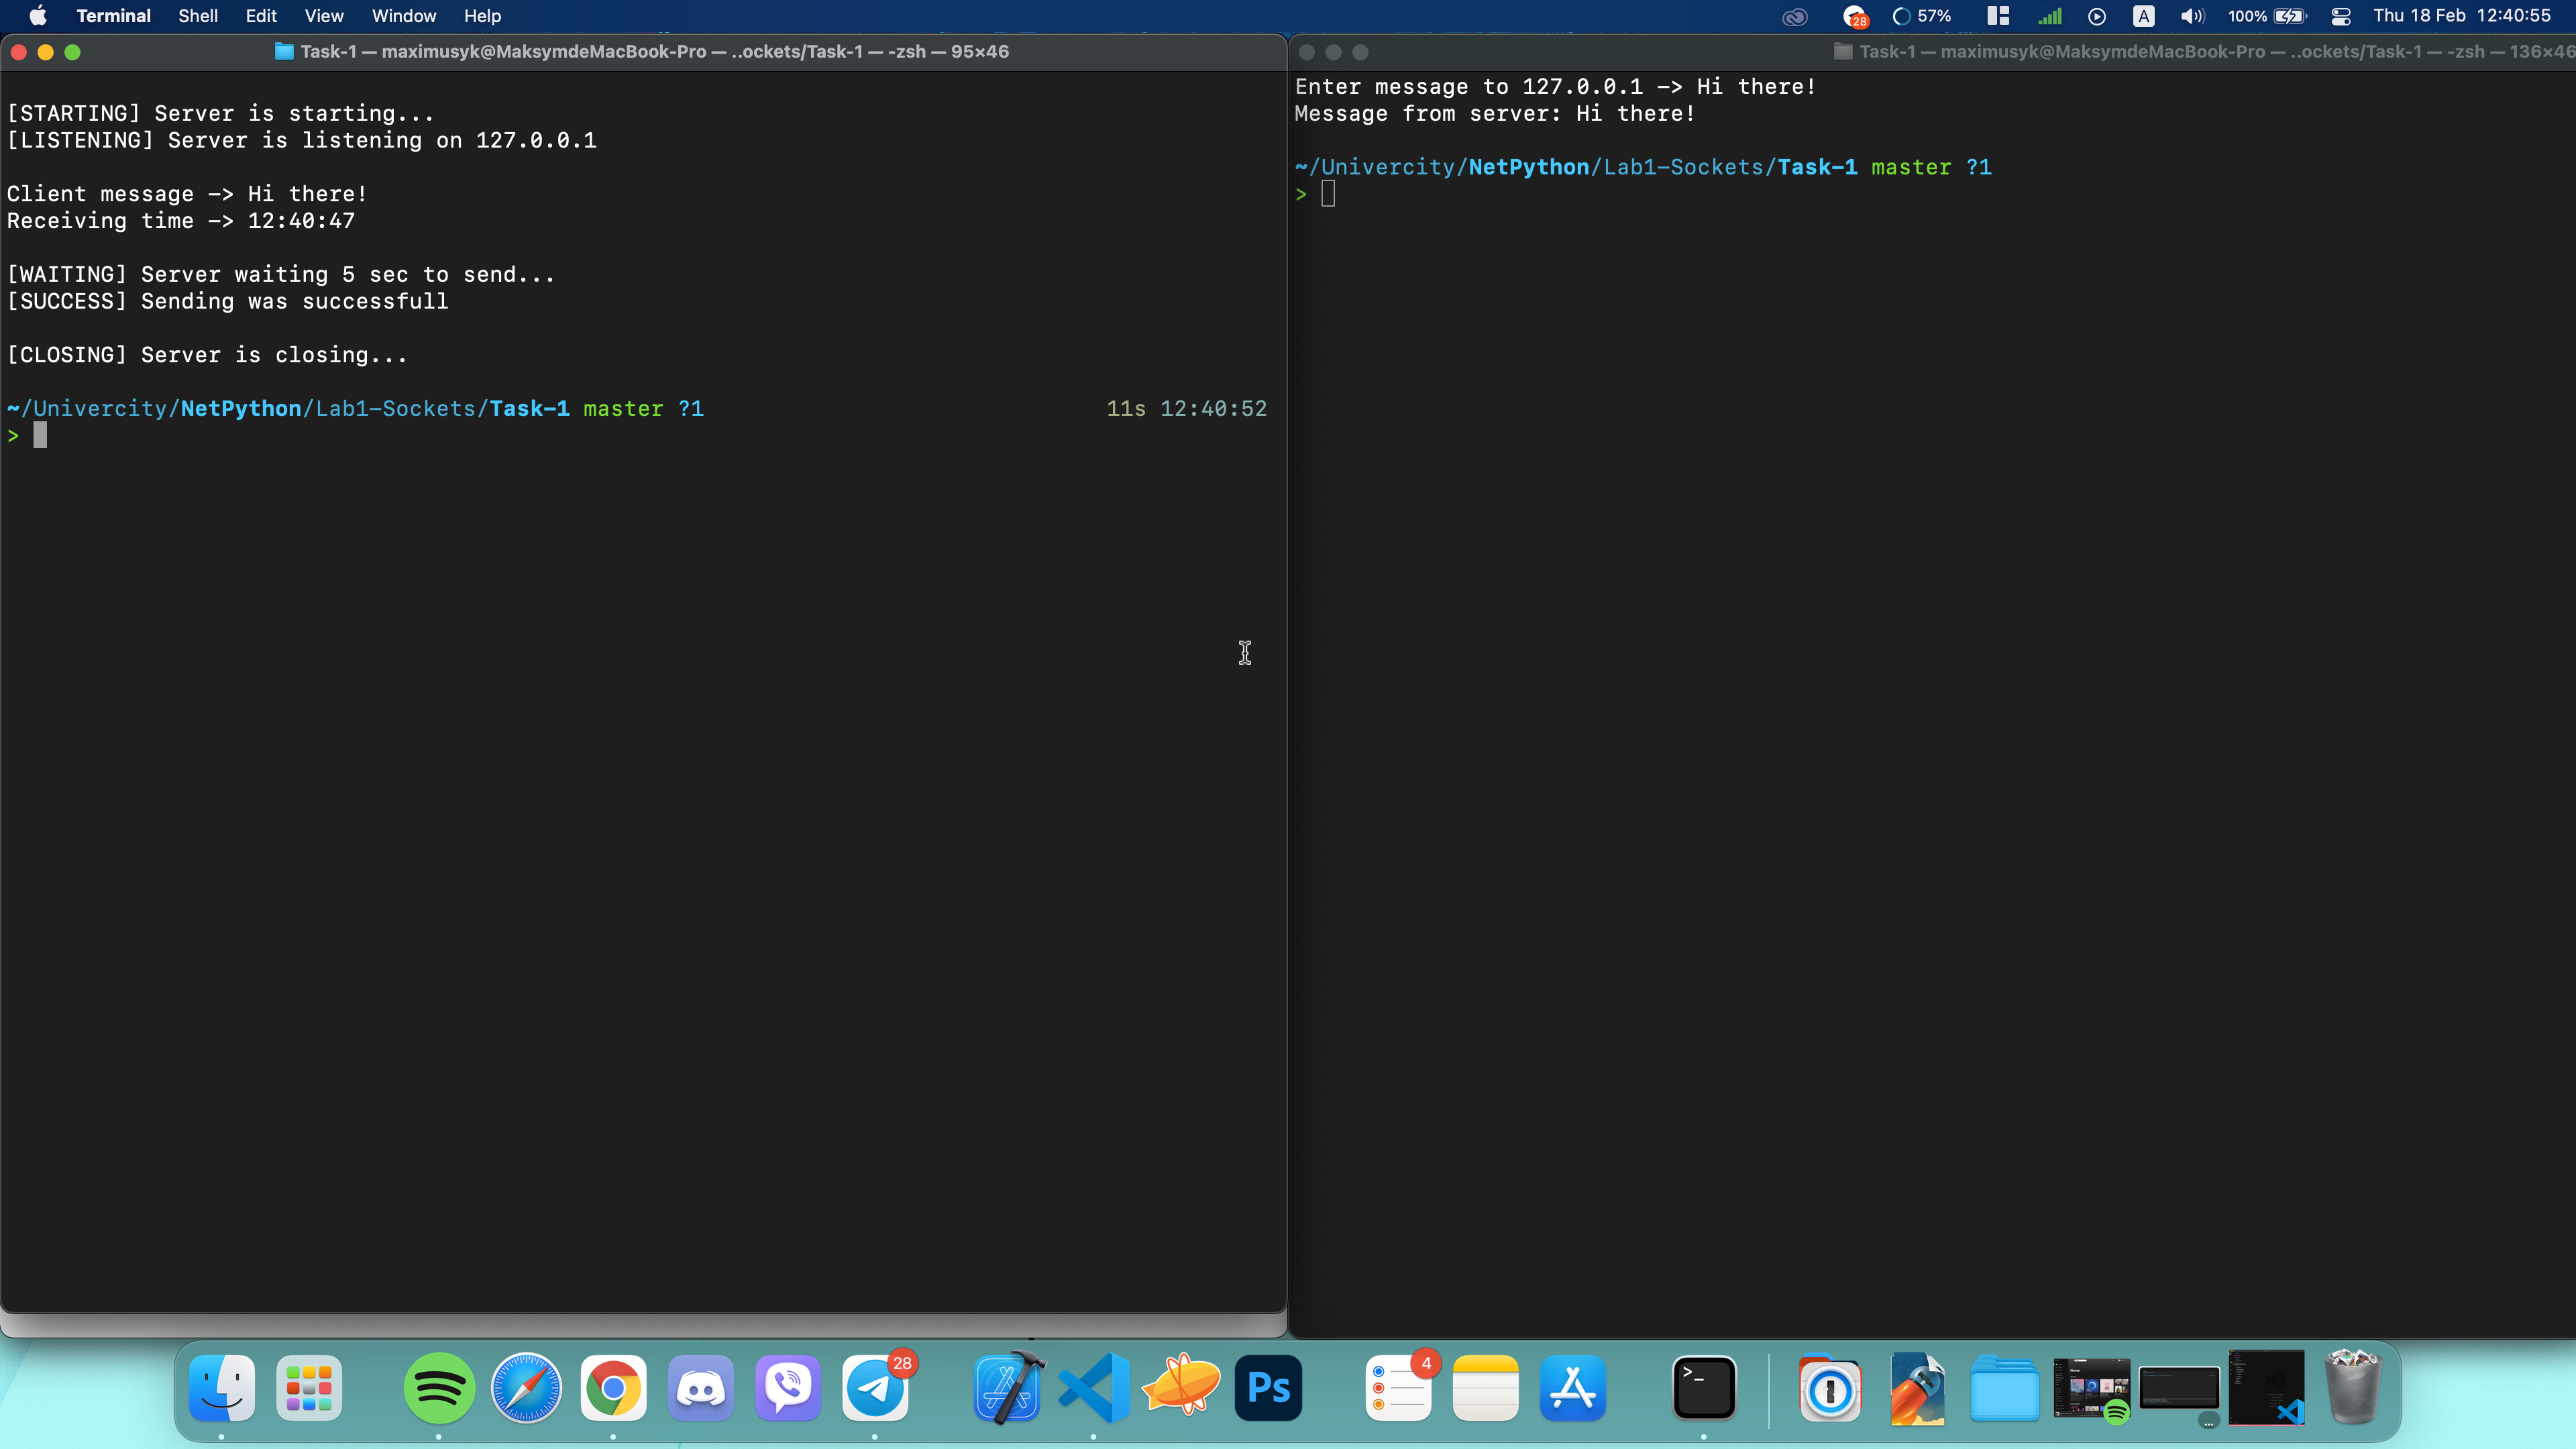 Terminal Shell Edit View Window Help
28 57% A 100% Thu 18 Feb 12:40:55
Task-1 — maximusyk@MaksymdeMacBook-Pro — ..ockets/Task-1 — -zsh — 95×46
[STARTING] Server is starting...
[LISTENING] Server is listening on 127.0.0.1
Client message —> Hi there!
Receiving time —> 12:40:47
[WAITING] Server waiting 5 sec to send...
[SUCCESS] Sending was successfull
[CLOSING] Server is closing...
~/Univercity/NetPython/Lab1-Sockets/Task-1 master ?1 11s 12:40:52
>
Task-1 — maximusyk@MaksymdeMacBook-Pro — ..ockets/Task-1 — -zsh — 136×46
Enter message to 127.0.0.1 —> Hi there!
Message from server: Hi there!
~/Univercity/NetPython/Lab1-Sockets/Task-1 master ?1
>
28
Ps
4
>_